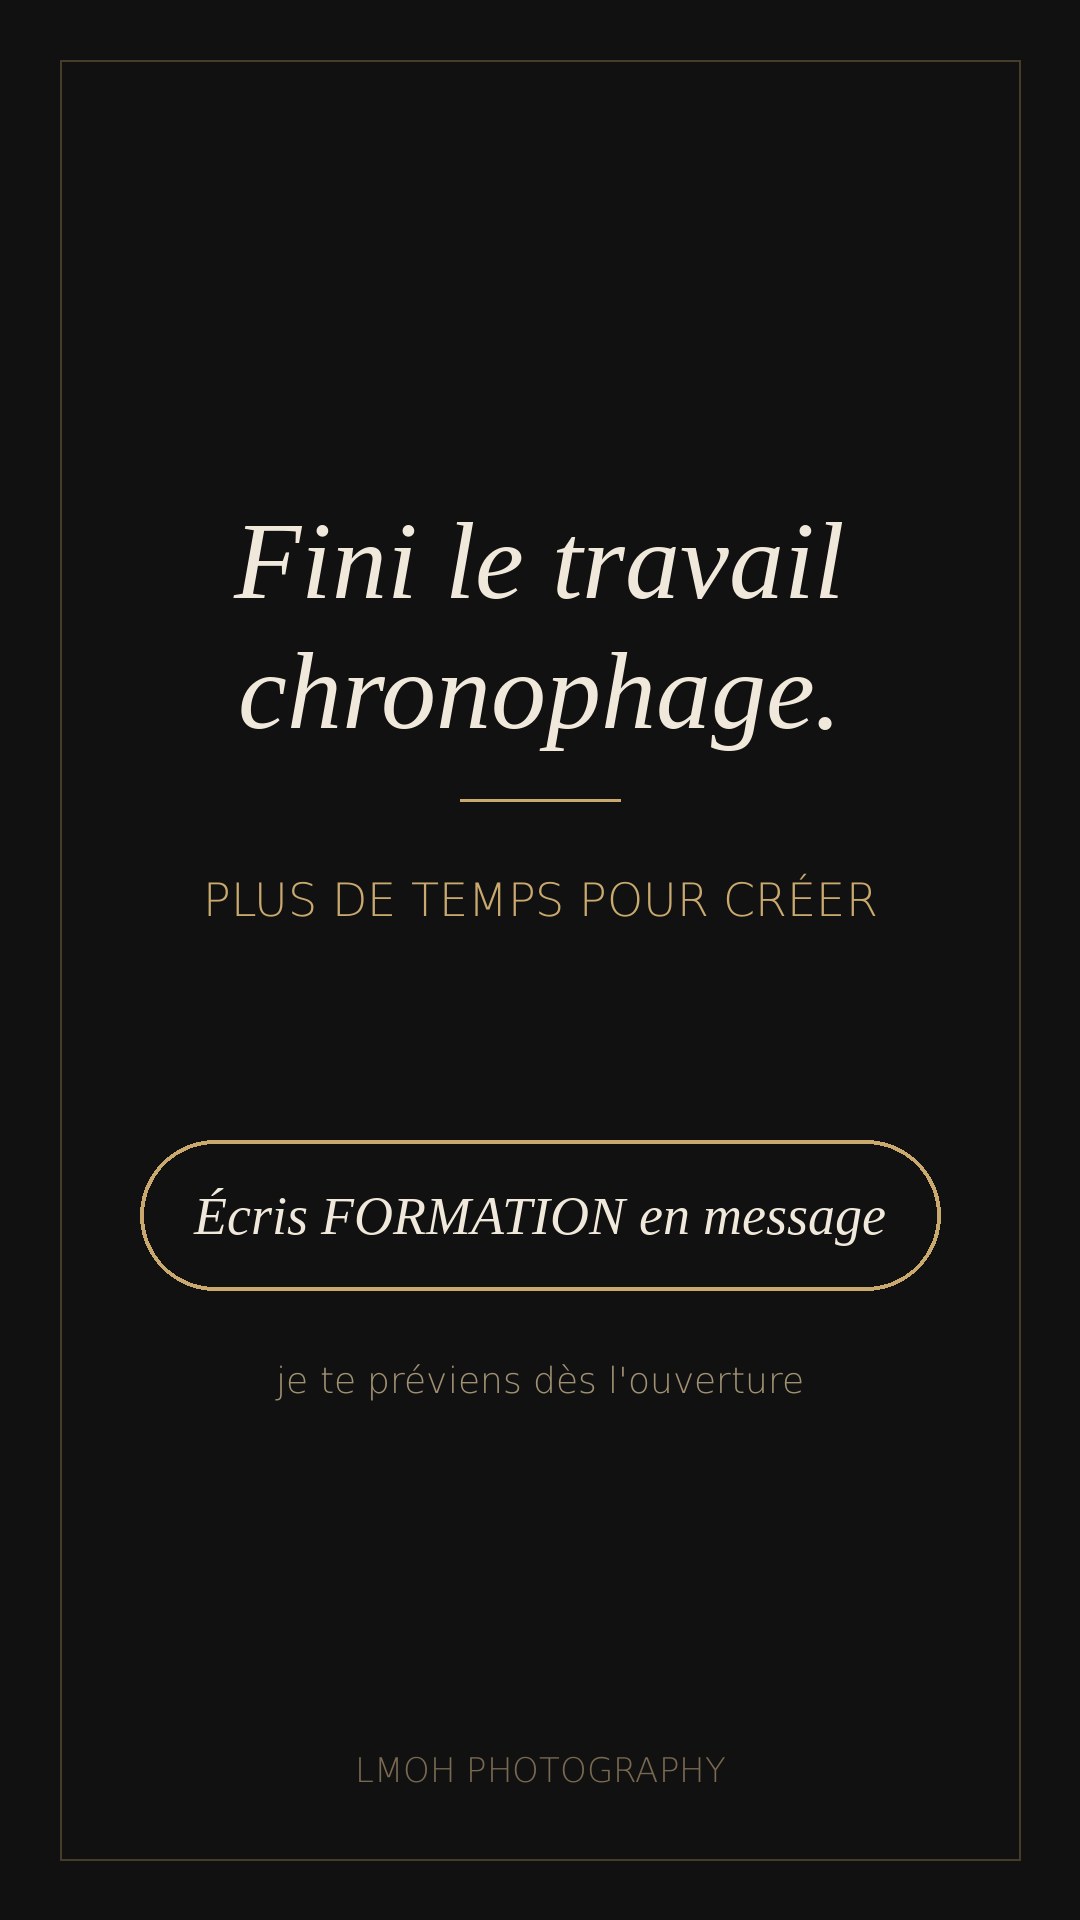 Fini le travail
chronophage.
PLUS DE TEMPS POUR CRÉER
Écris FORMATION en message
je te préviens dès l'ouverture
LMOH PHOTOGRAPHY